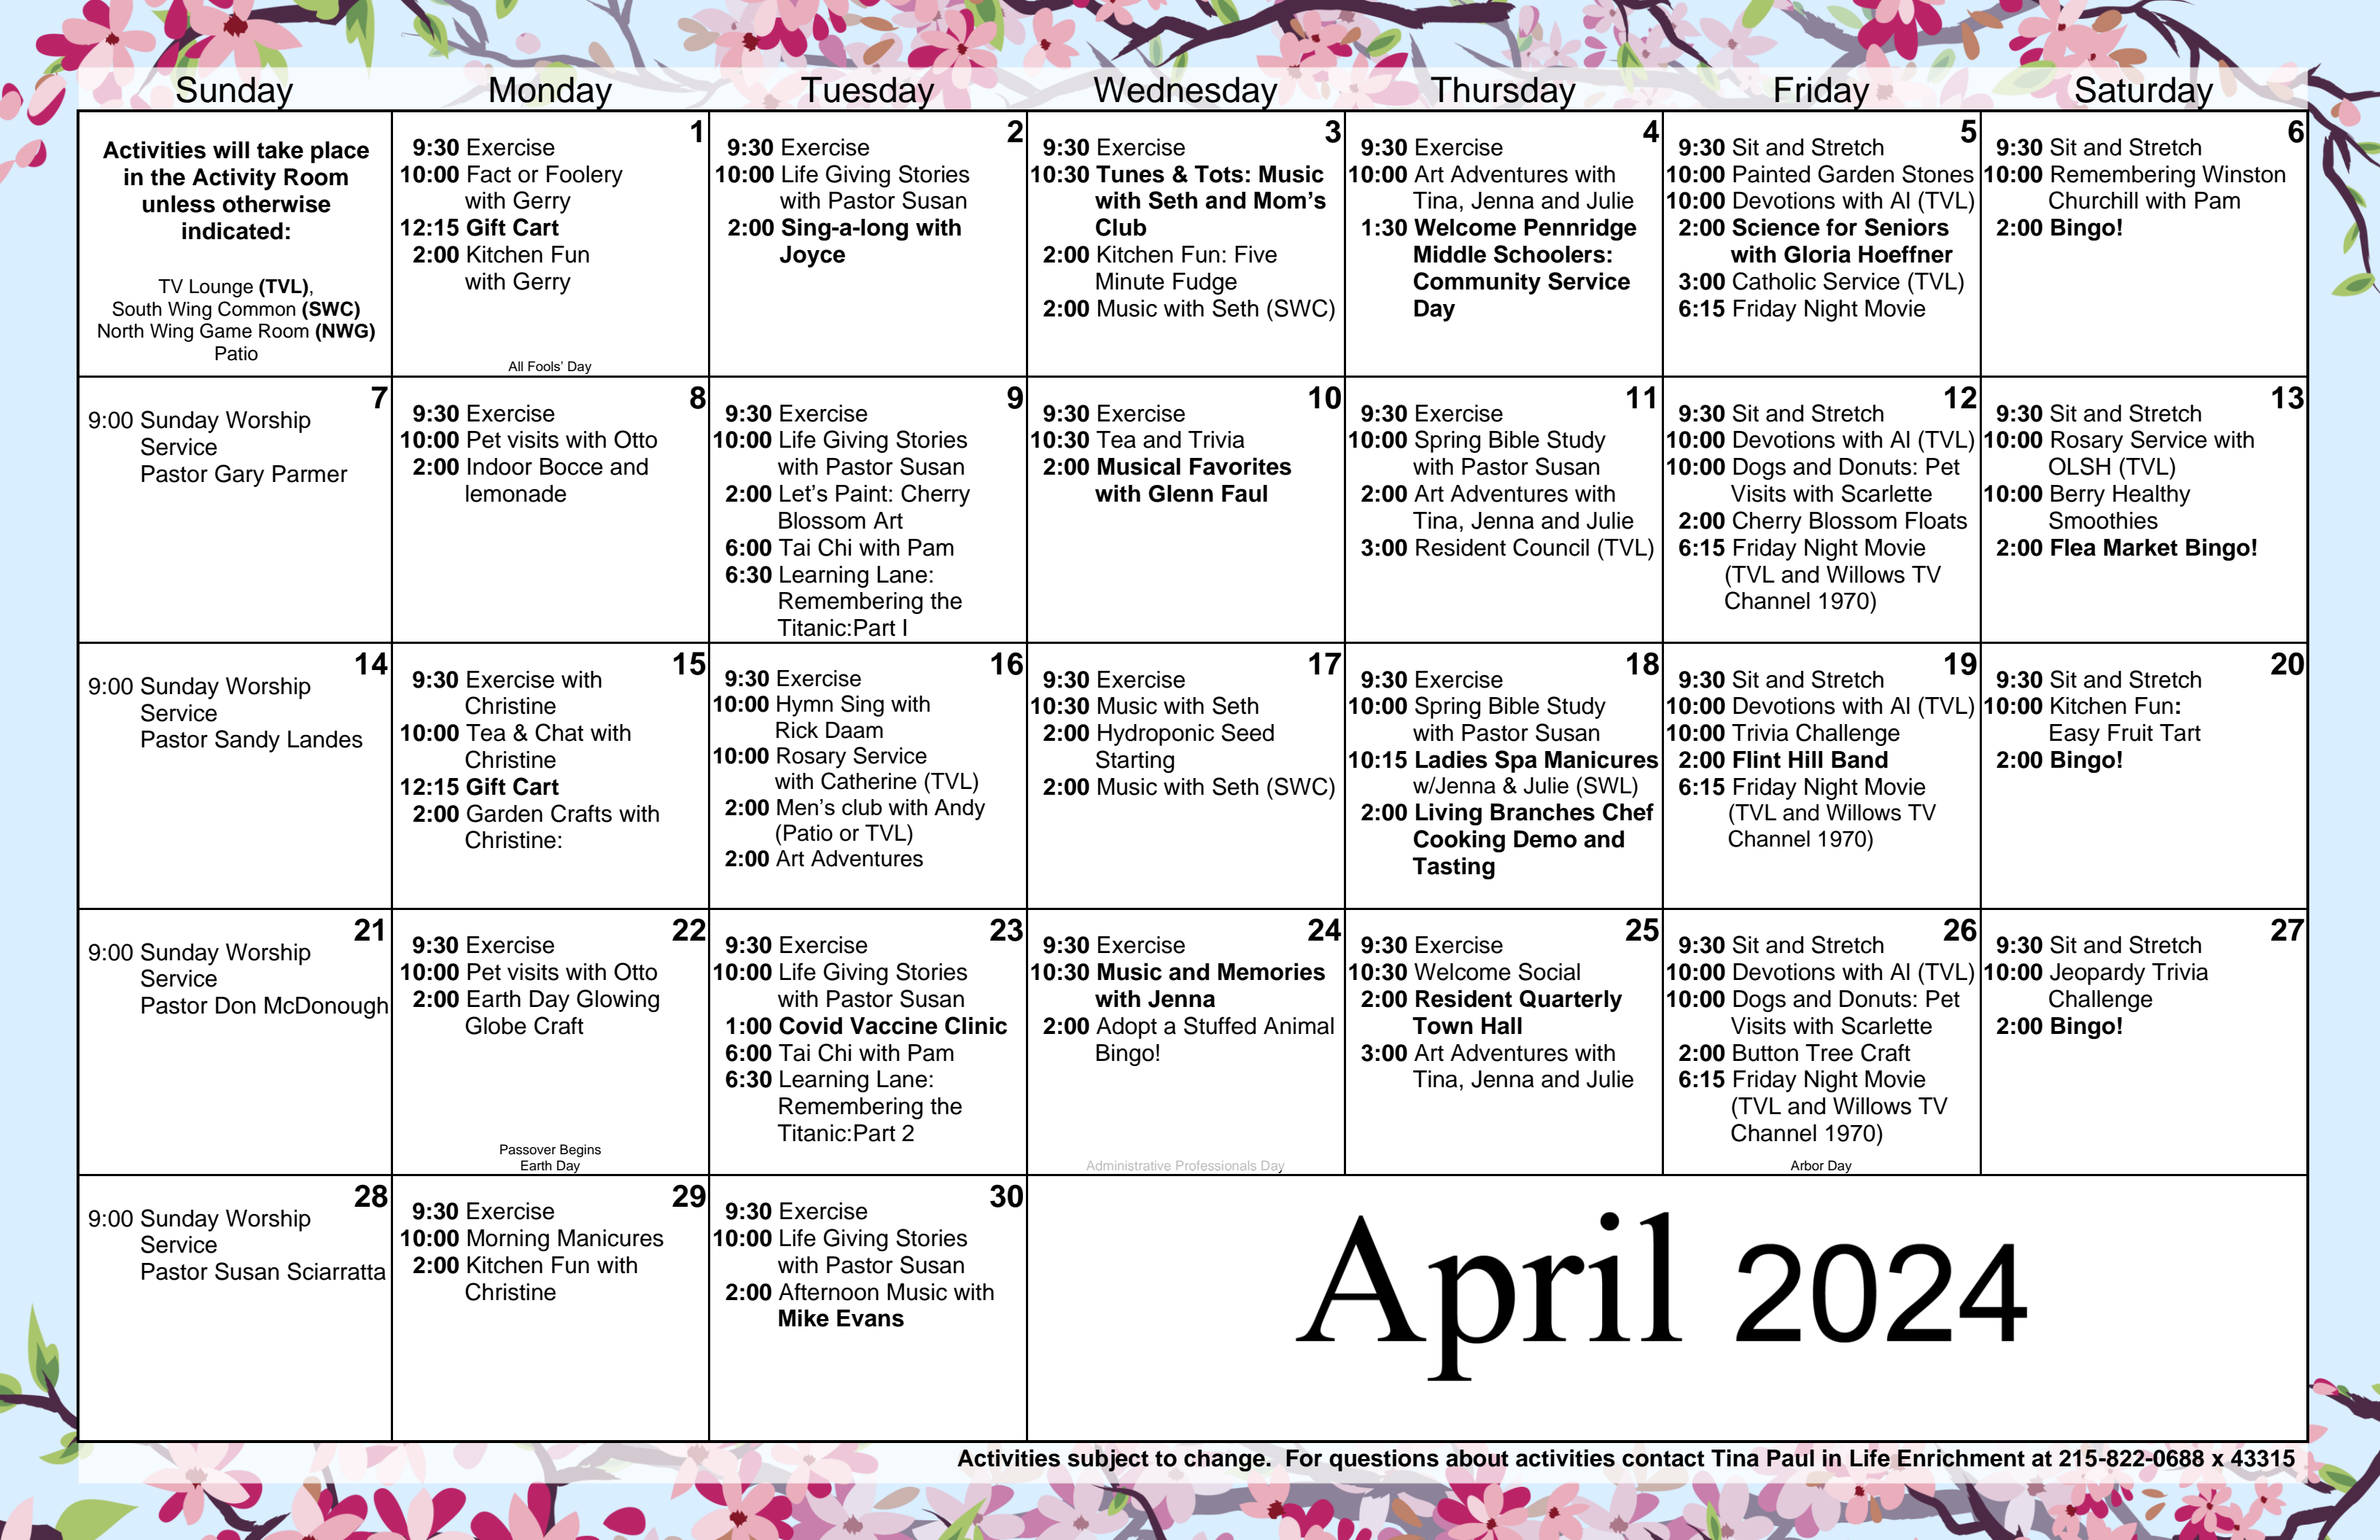 Sunday Monday Tuesday Wednesday Thursday Friday Saturday
Activities will take place
in the Activity Room
unless otherwise
indicated:
TV Lounge (TVL),
South Wing Common (SWC)
North Wing Game Room (NWG)
Patio
1
9:30 Exercise
10:00 Fact or Foolery
with Gerry
12:15 Gift Cart
2:00 Kitchen Fun
with Gerry
All Fools' Day
2
9:30 Exercise
10:00 Life Giving Stories
with Pastor Susan
2:00 Sing-a-long with
Joyce
3
9:30 Exercise
10:30 Tunes & Tots: Music
with Seth and Mom's
Club
2:00 Kitchen Fun: Five
Minute Fudge
2:00 Music with Seth (SWC)
4
9:30 Exercise
10:00 Art Adventures with
Tina, Jenna and Julie
1:30 Welcome Pennridge
Middle Schoolers:
Community Service
Day
5
9:30 Sit and Stretch
10:00 Painted Garden Stones
10:00 Devotions with Al (TVL)
2:00 Science for Seniors
with Gloria Hoeffner
3:00 Catholic Service (TVL)
6:15 Friday Night Movie
6
9:30 Sit and Stretch
10:00 Remembering Winston
Churchill with Pam
2:00 Bingo!
7
9:00 Sunday Worship
Service
Pastor Gary Parmer
8
9:30 Exercise
10:00 Pet visits with Otto
2:00 Indoor Bocce and
lemonade
9
9:30 Exercise
10:00 Life Giving Stories
with Pastor Susan
2:00 Let's Paint: Cherry
Blossom Art
6:00 Tai Chi with Pam
6:30 Learning Lane:
Remembering the
Titanic:Part I
10
9:30 Exercise
10:30 Tea and Trivia
2:00 Musical Favorites
with Glenn Faul
11
9:30 Exercise
10:00 Spring Bible Study
with Pastor Susan
2:00 Art Adventures with
Tina, Jenna and Julie
3:00 Resident Council (TVL)
12
9:30 Sit and Stretch
10:00 Devotions with Al (TVL)
10:00 Dogs and Donuts: Pet
Visits with Scarlette
2:00 Cherry Blossom Floats
6:15 Friday Night Movie
(TVL and Willows TV
Channel 1970)
13
9:30 Sit and Stretch
10:00 Rosary Service with
OLSH (TVL)
10:00 Berry Healthy
Smoothies
2:00 Flea Market Bingo!
14
9:00 Sunday Worship
Service
Pastor Sandy Landes
15
9:30 Exercise with
Christine
10:00 Tea & Chat with
Christine
12:15 Gift Cart
2:00 Garden Crafts with
Christine:
16
9:30 Exercise
10:00 Hymn Sing with
Rick Daam
10:00 Rosary Service
with Catherine (TVL)
2:00 Men's club with Andy
(Patio or TVL)
2:00 Art Adventures
17
9:30 Exercise
10:30 Music with Seth
2:00 Hydroponic Seed
Starting
2:00 Music with Seth (SWC)
18
9:30 Exercise
10:00 Spring Bible Study
with Pastor Susan
10:15 Ladies Spa Manicures
w/Jenna & Julie (SWL)
2:00 Living Branches Chef
Cooking Demo and
Tasting
19
9:30 Sit and Stretch
10:00 Devotions with Al (TVL)
10:00 Trivia Challenge
2:00 Flint Hill Band
6:15 Friday Night Movie
(TVL and Willows TV
Channel 1970)
20
9:30 Sit and Stretch
10:00 Kitchen Fun:
Easy Fruit Tart
2:00 Bingo!
21
9:00 Sunday Worship
Service
Pastor Don McDonough
22
9:30 Exercise
10:00 Pet visits with Otto
2:00 Earth Day Glowing
Globe Craft
Passover Begins
Earth Day
23
9:30 Exercise
10:00 Life Giving Stories
with Pastor Susan
1:00 Covid Vaccine Clinic
6:00 Tai Chi with Pam
6:30 Learning Lane:
Remembering the
Titanic:Part 2
24
9:30 Exercise
10:30 Music and Memories
with Jenna
2:00 Adopt a Stuffed Animal
Bingo!
Administrative Professionals Day
25
9:30 Exercise
10:30 Welcome Social
2:00 Resident Quarterly
Town Hall
3:00 Art Adventures with
Tina, Jenna and Julie
26
9:30 Sit and Stretch
10:00 Devotions with Al (TVL)
10:00 Dogs and Donuts: Pet
Visits with Scarlette
2:00 Button Tree Craft
6:15 Friday Night Movie
(TVL and Willows TV
Channel 1970)
Arbor Day
27
9:30 Sit and Stretch
10:00 Jeopardy Trivia
Challenge
2:00 Bingo!
28
9:00 Sunday Worship
Service
Pastor Susan Sciarratta
29
9:30 Exercise
10:00 Morning Manicures
2:00 Kitchen Fun with
Christine
30
9:30 Exercise
10:00 Life Giving Stories
with Pastor Susan
2:00 Afternoon Music with
Mike Evans
April 2024
Activities subject to change. For questions about activities contact Tina Paul in Life Enrichment at 215-822-0688 x 43315